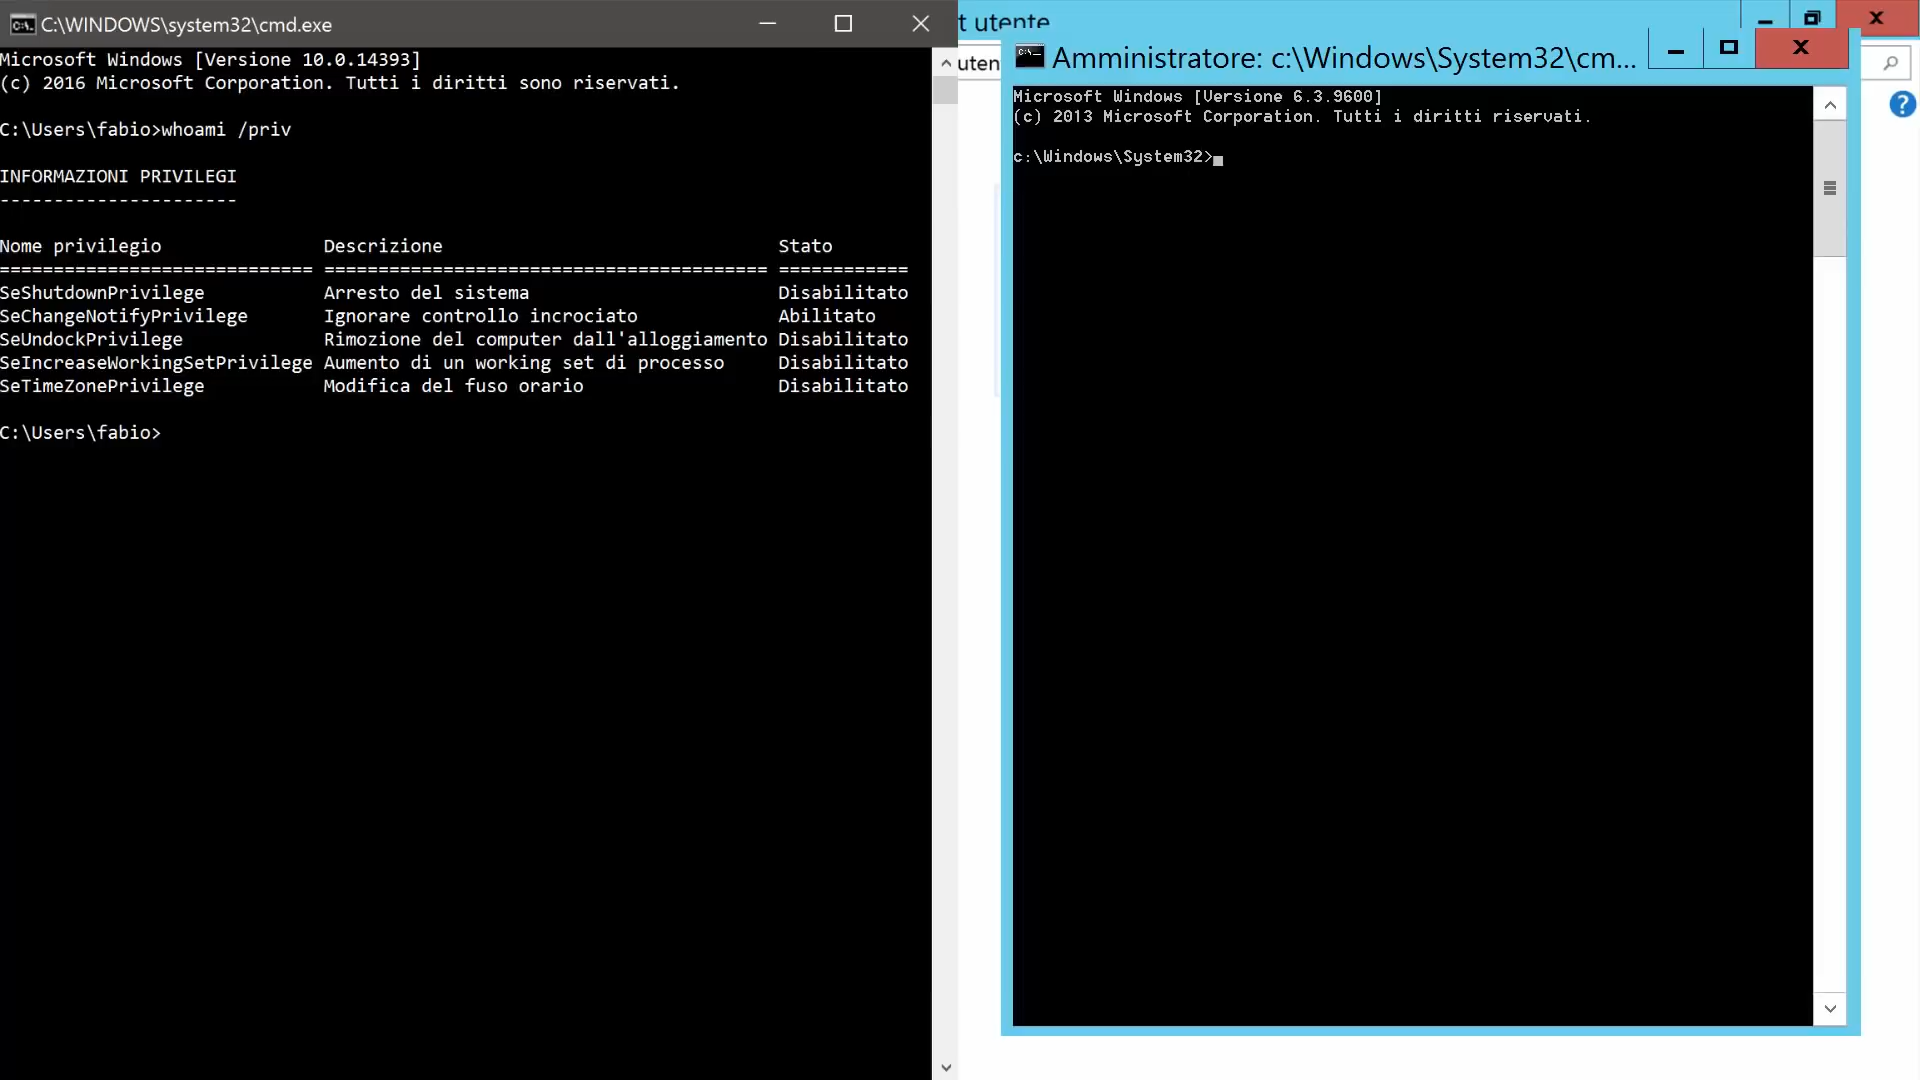 C:\WINDOWS\system32\cmd.exe
Microsoft Windows [Versione 10.0.14393]
(c) 2016 Microsoft Corporation. Tutti i diritti sono riservati.
C:\Users\fabio>whoami /priv
INFORMAZIONI PRIVILEGI
----------------------
Nome privilegio Descrizione Stato
============================= ========================================= ============
SeShutdownPrivilege Arresto del sistema Disabilitato
SeChangeNotifyPrivilege Ignorare controllo incrociato Abilitato
SeUndockPrivilege Rimozione del computer dall'alloggiamento Disabilitato
SeIncreaseWorkingSetPrivilege Aumento di un working set di processo Disabilitato
SeTimeZonePrivilege Modifica del fuso orario Disabilitato
C:\Users\fabio>
t utente
uten
Amministratore: c:\Windows\System32\cm...
Microsoft Windows [Versione 6.3.9600]
(c) 2013 Microsoft Corporation. Tutti i diritti riservati.
c:\Windows\System32>